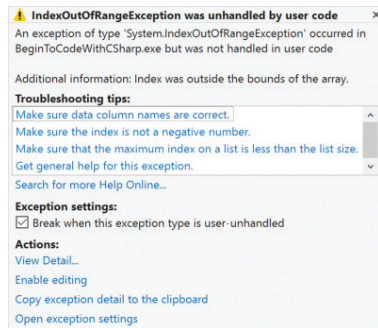 IndexOutOfRangeException was unhandled by user code
An exception of type 'System.IndexOutOfRangeException' occurred in
BeginToCodeWithCSharp.exe but was not handled in user code
Additional information: Index was outside the bounds of the array.
Troubleshooting tips:
Make sure data column names are correct.
Make sure the index is not a negative number.
Make sure that the maximum index on a list is less than the list size.
Get general help for this exception.
Search for more Help Online...
Exception settings:
Break when this exception type is user-unhandled
Actions:
View Detail...
Enable editing
Copy exception detail to the clipboard
Open exception settings